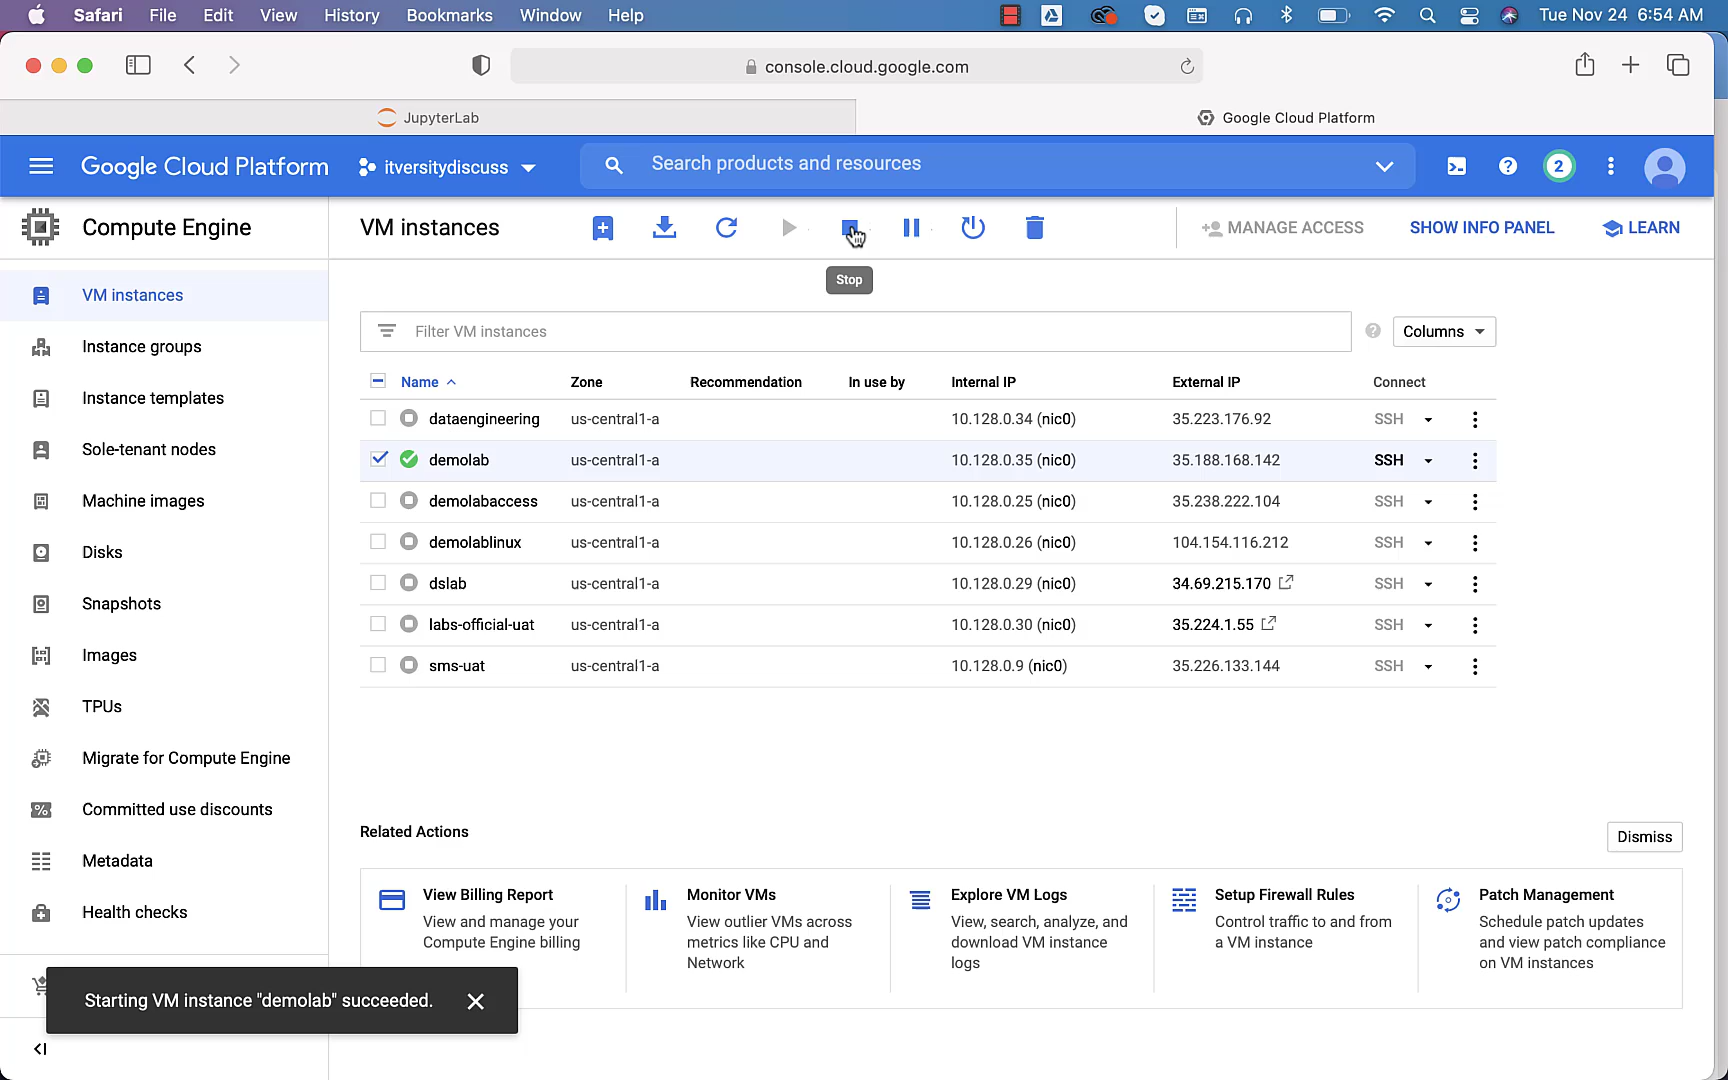 Safari File Edit View History Bookmarks Window Help Tue Nov 24 6:54 AM
console.cloud.google.com
JupyterLab Google Cloud Platform
Google Cloud Platform itversitydiscuss Search products and resources 2
Compute Engine VM instances MANAGE ACCESS SHOW INFO PANEL LEARN
Stop
VM instances
Instance groups
Instance templates
Sole-tenant nodes
Machine images
Disks
Snapshots
Images
TPUs
Migrate for Compute Engine
Committed use discounts
Metadata
Health checks
Filter VM instances Columns
Name Zone Recommendation In use by Internal IP External IP Connect
dataengineering us-central1-a 10.128.0.34 (nic0) 35.223.176.92 SSH
demolab us-central1-a 10.128.0.35 (nic0) 35.188.168.142 SSH
demolabaccess us-central1-a 10.128.0.25 (nic0) 35.238.222.104 SSH
demolablinux us-central1-a 10.128.0.26 (nic0) 104.154.116.212 SSH
dslab us-central1-a 10.128.0.29 (nic0) 34.69.215.170 SSH
labs-official-uat us-central1-a 10.128.0.30 (nic0) 35.224.1.55 SSH
sms-uat us-central1-a 10.128.0.9 (nic0) 35.226.133.144 SSH
Related Actions Dismiss
View Billing Report
View and manage your
Compute Engine billing
Monitor VMs
View outlier VMs across
metrics like CPU and
Network
Explore VM Logs
View, search, analyze, and
download VM instance
logs
Setup Firewall Rules
Control traffic to and from
a VM instance
Patch Management
Schedule patch updates
and view patch compliance
on VM instances
Starting VM instance "demolab" succeeded.